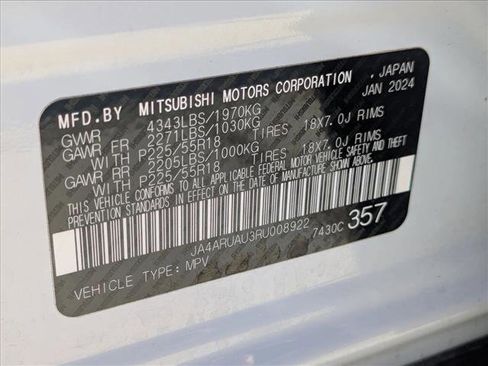 MFD.BY MITSUBISHI MOTORS CORPORATION , JAPAN
JAN 2024
GVWR 4343LBS/1970KG
GAWR FR 2271LBS/1030KG
WITH P225/55R18 TIRES 18X7.0J RIMS
GAWR RR 2205LBS/1000KG
WITH P225/55R18 TIRES 18X7.0J RIMS
THIS VEHICLE CONFORMS TO ALL APPLICABLE FEDERAL MOTOR VEHICLE SAFETY AND THEFT
PREVENTION STANDARDS IN EFFECT ON THE DATE OF MANUFACTURE SHOWN ABOVE.
JA4ARUAU3RU008922 7430C 357
VEHICLE TYPE: MPV